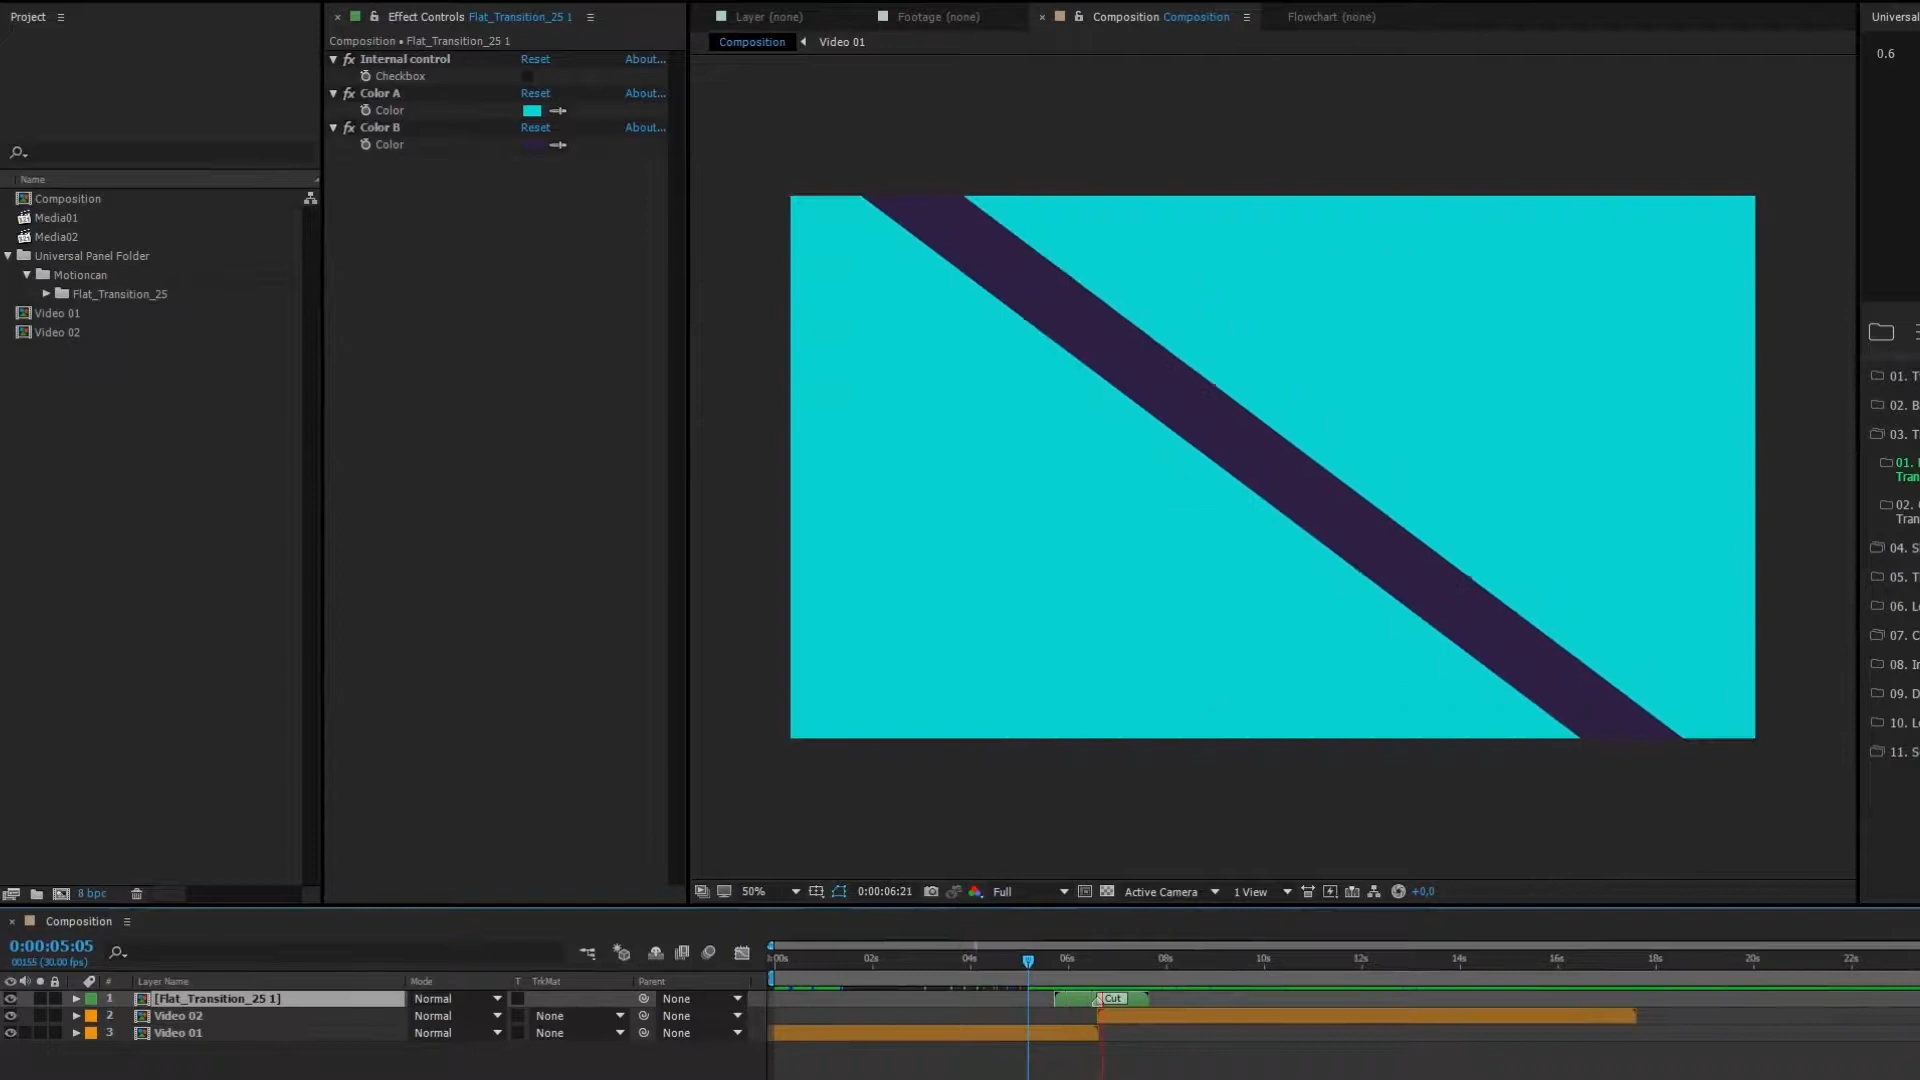 Project
Effect Controls Flat_Transition_25 1
Layer (none)
Footage (none)
Composition Composition
Flowchart (none)
Universal
Composition • Flat_Transition_25 1
Composition
Video 01
0.6
fx Internal control Reset About...
Checkbox
fx Color A Reset About...
Color
fx Color B Reset About...
Color
Name
Composition
Media01
Media02
Universal Panel Folder
Motioncan
Flat_Transition_25
Video 01
Video 02
01. T
02. B
03. T
01.
Tran
02.
Tran
04. S
05. T
06. L
07. C
08. I
09. D
10. L
11. S
8 bpc
50%
0:00:06:21
Full
Active Camera
1 View
+0,0
Composition
0:00:05:05
00155 (30.00 fps)
:00s 02s 04s 06s 08s 10s 12s 14s 16s 18s 20s 22s
# Layer Name Mode T TrkMat Parent
1 [Flat_Transition_25 1] Normal None Cut
2 Video 02 Normal None None
3 Video 01 Normal None None